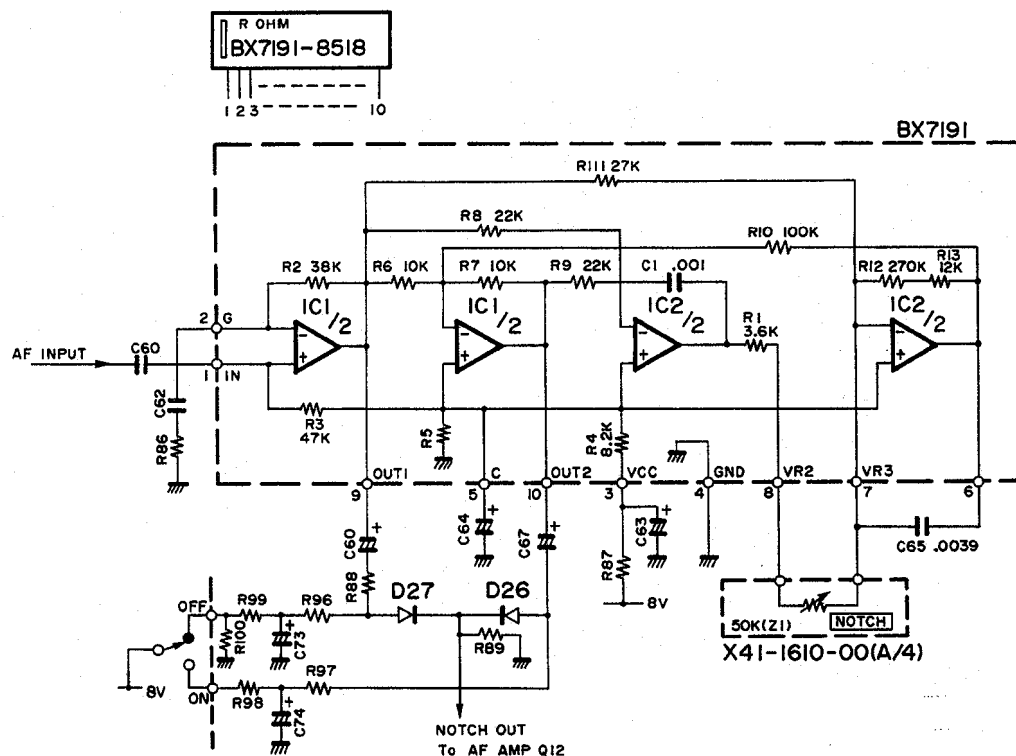 R OHM
BX7191-8518
1 2 3 10
BX7191
R111 27K
R8 22K
R10 100K
R2 38K
R6 10K
R7 10K
R9 22K
C1 .001
R12 270K
R13 12K
IC1/2
IC1/2
IC2/2
IC2/2
R1 3.6K
2 G
AF INPUT
C60
1 IN
C62
R86
R3 47K
R5
R4 8.2K
OUT1
C
OUT2
VCC
GND
VR2
VR3
9
5
10
3
4
8
7
6
C60
C64
C67
C63
C65 .0039
R88
R87
8V
D27
D26
OFF
R99
R96
R100
C73
R89
50K(Z1)
NOTCH
X41-1610-00(A/4)
8V
ON
R98
R97
C74
NOTCH OUT
To AF AMP Q12